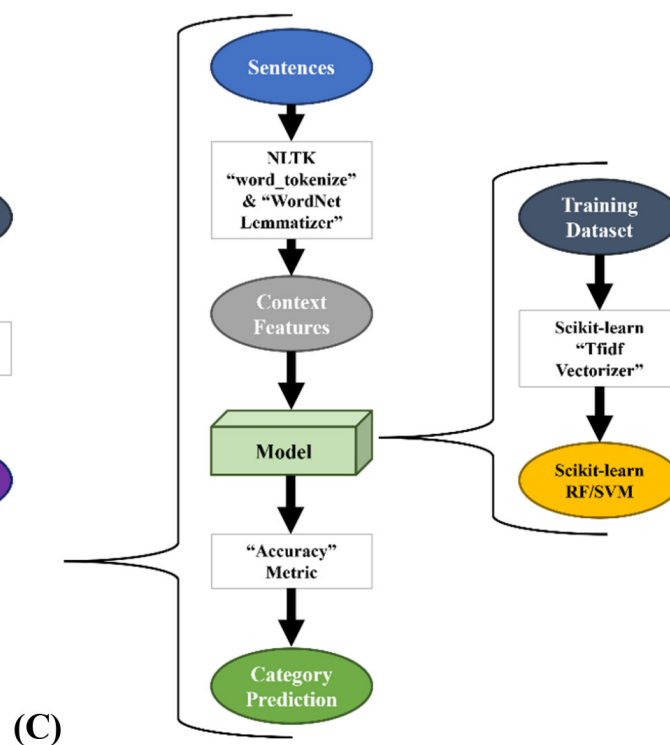 Sentences
NLTK
“word_tokenize”
& “WordNet
Lemmatizer”
Context
Features
Model
“Accuracy”
Metric
Category
Prediction
Training
Dataset
Scikit-learn
“Tfidf
Vectorizer”
Scikit-learn
RF/SVM
(C)